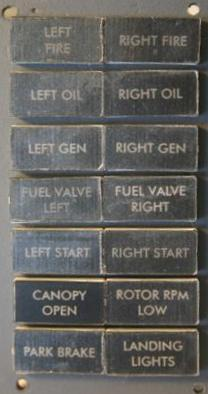 LEFT
FIRE
RIGHT FIRE
LEFT OIL
RIGHT OIL
LEFT GEN
RIGHT GEN
FUEL VALVE
LEFT
FUEL VALVE
RIGHT
LEFT START
RIGHT START
CANOPY
OPEN
ROTOR RPM
LOW
PARK BRAKE
LANDING
LIGHTS